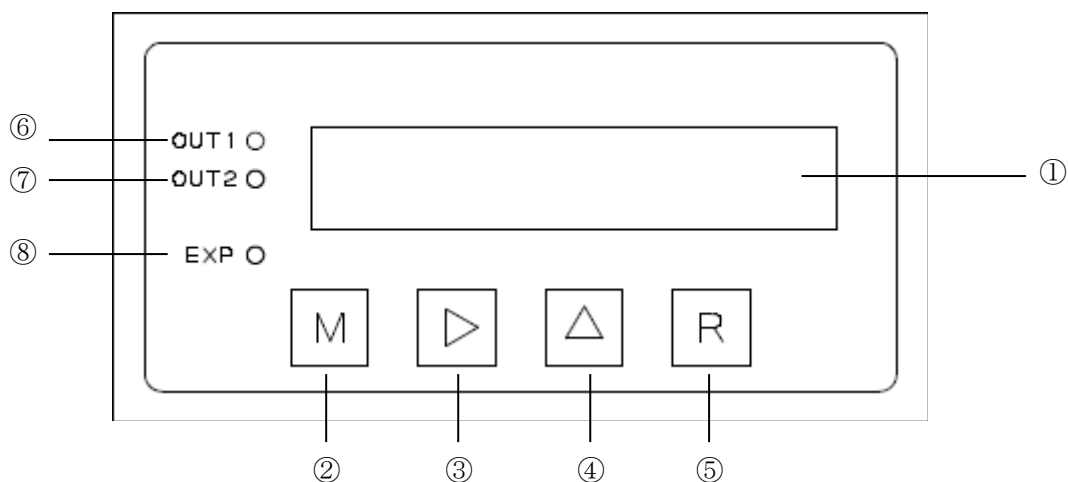 ⑥ OUT1
⑦ OUT2 ①
⑧ EXP
M ▷ △ R
② ③ ④ ⑤